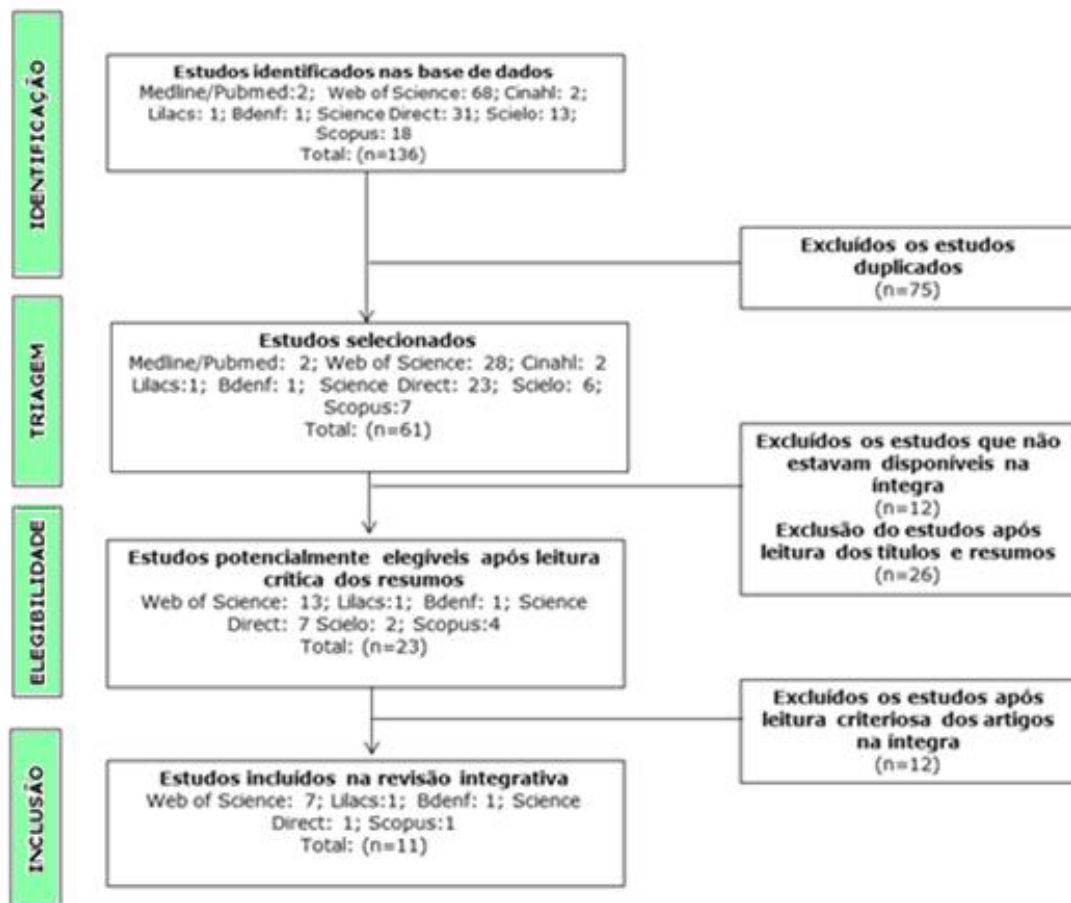 IDENTIFICAÇÃO
Estudos identificados nas base de dados
Medline/Pubmed:2; Web of Science: 68; Cinahl: 2;
Lilacs: 1; Bdenf: 1; Science Direct: 31; Scielo: 13;
Scopus: 18
Total: (n=136)
Excluídos os estudos
duplicados
(n=75)
TRIAGEM
Estudos selecionados
Medline/Pubmed: 2; Web of Science: 28; Cinahl: 2
Lilacs:1; Bdenf: 1; Science Direct: 23; Scielo: 6;
Scopus:7
Total: (n=61)
Excluídos os estudos que não
estavam disponíveis na
íntegra
(n=12)
Exclusão do estudos após
leitura dos títulos e resumos
(n=26)
ELEGIBILIDADE
Estudos potencialmente elegíveis após leitura
crítica dos resumos
Web of Science: 13; Lilacs:1; Bdenf: 1; Science
Direct: 7 Scielo: 2; Scopus:4
Total: (n=23)
Excluídos os estudos após
leitura criteriosa dos artigos
na íntegra
(n=12)
INCLUSÃO
Estudos incluídos na revisão integrativa
Web of Science: 7; Lilacs:1; Bdenf: 1; Science
Direct: 1; Scopus:1
Total: (n=11)